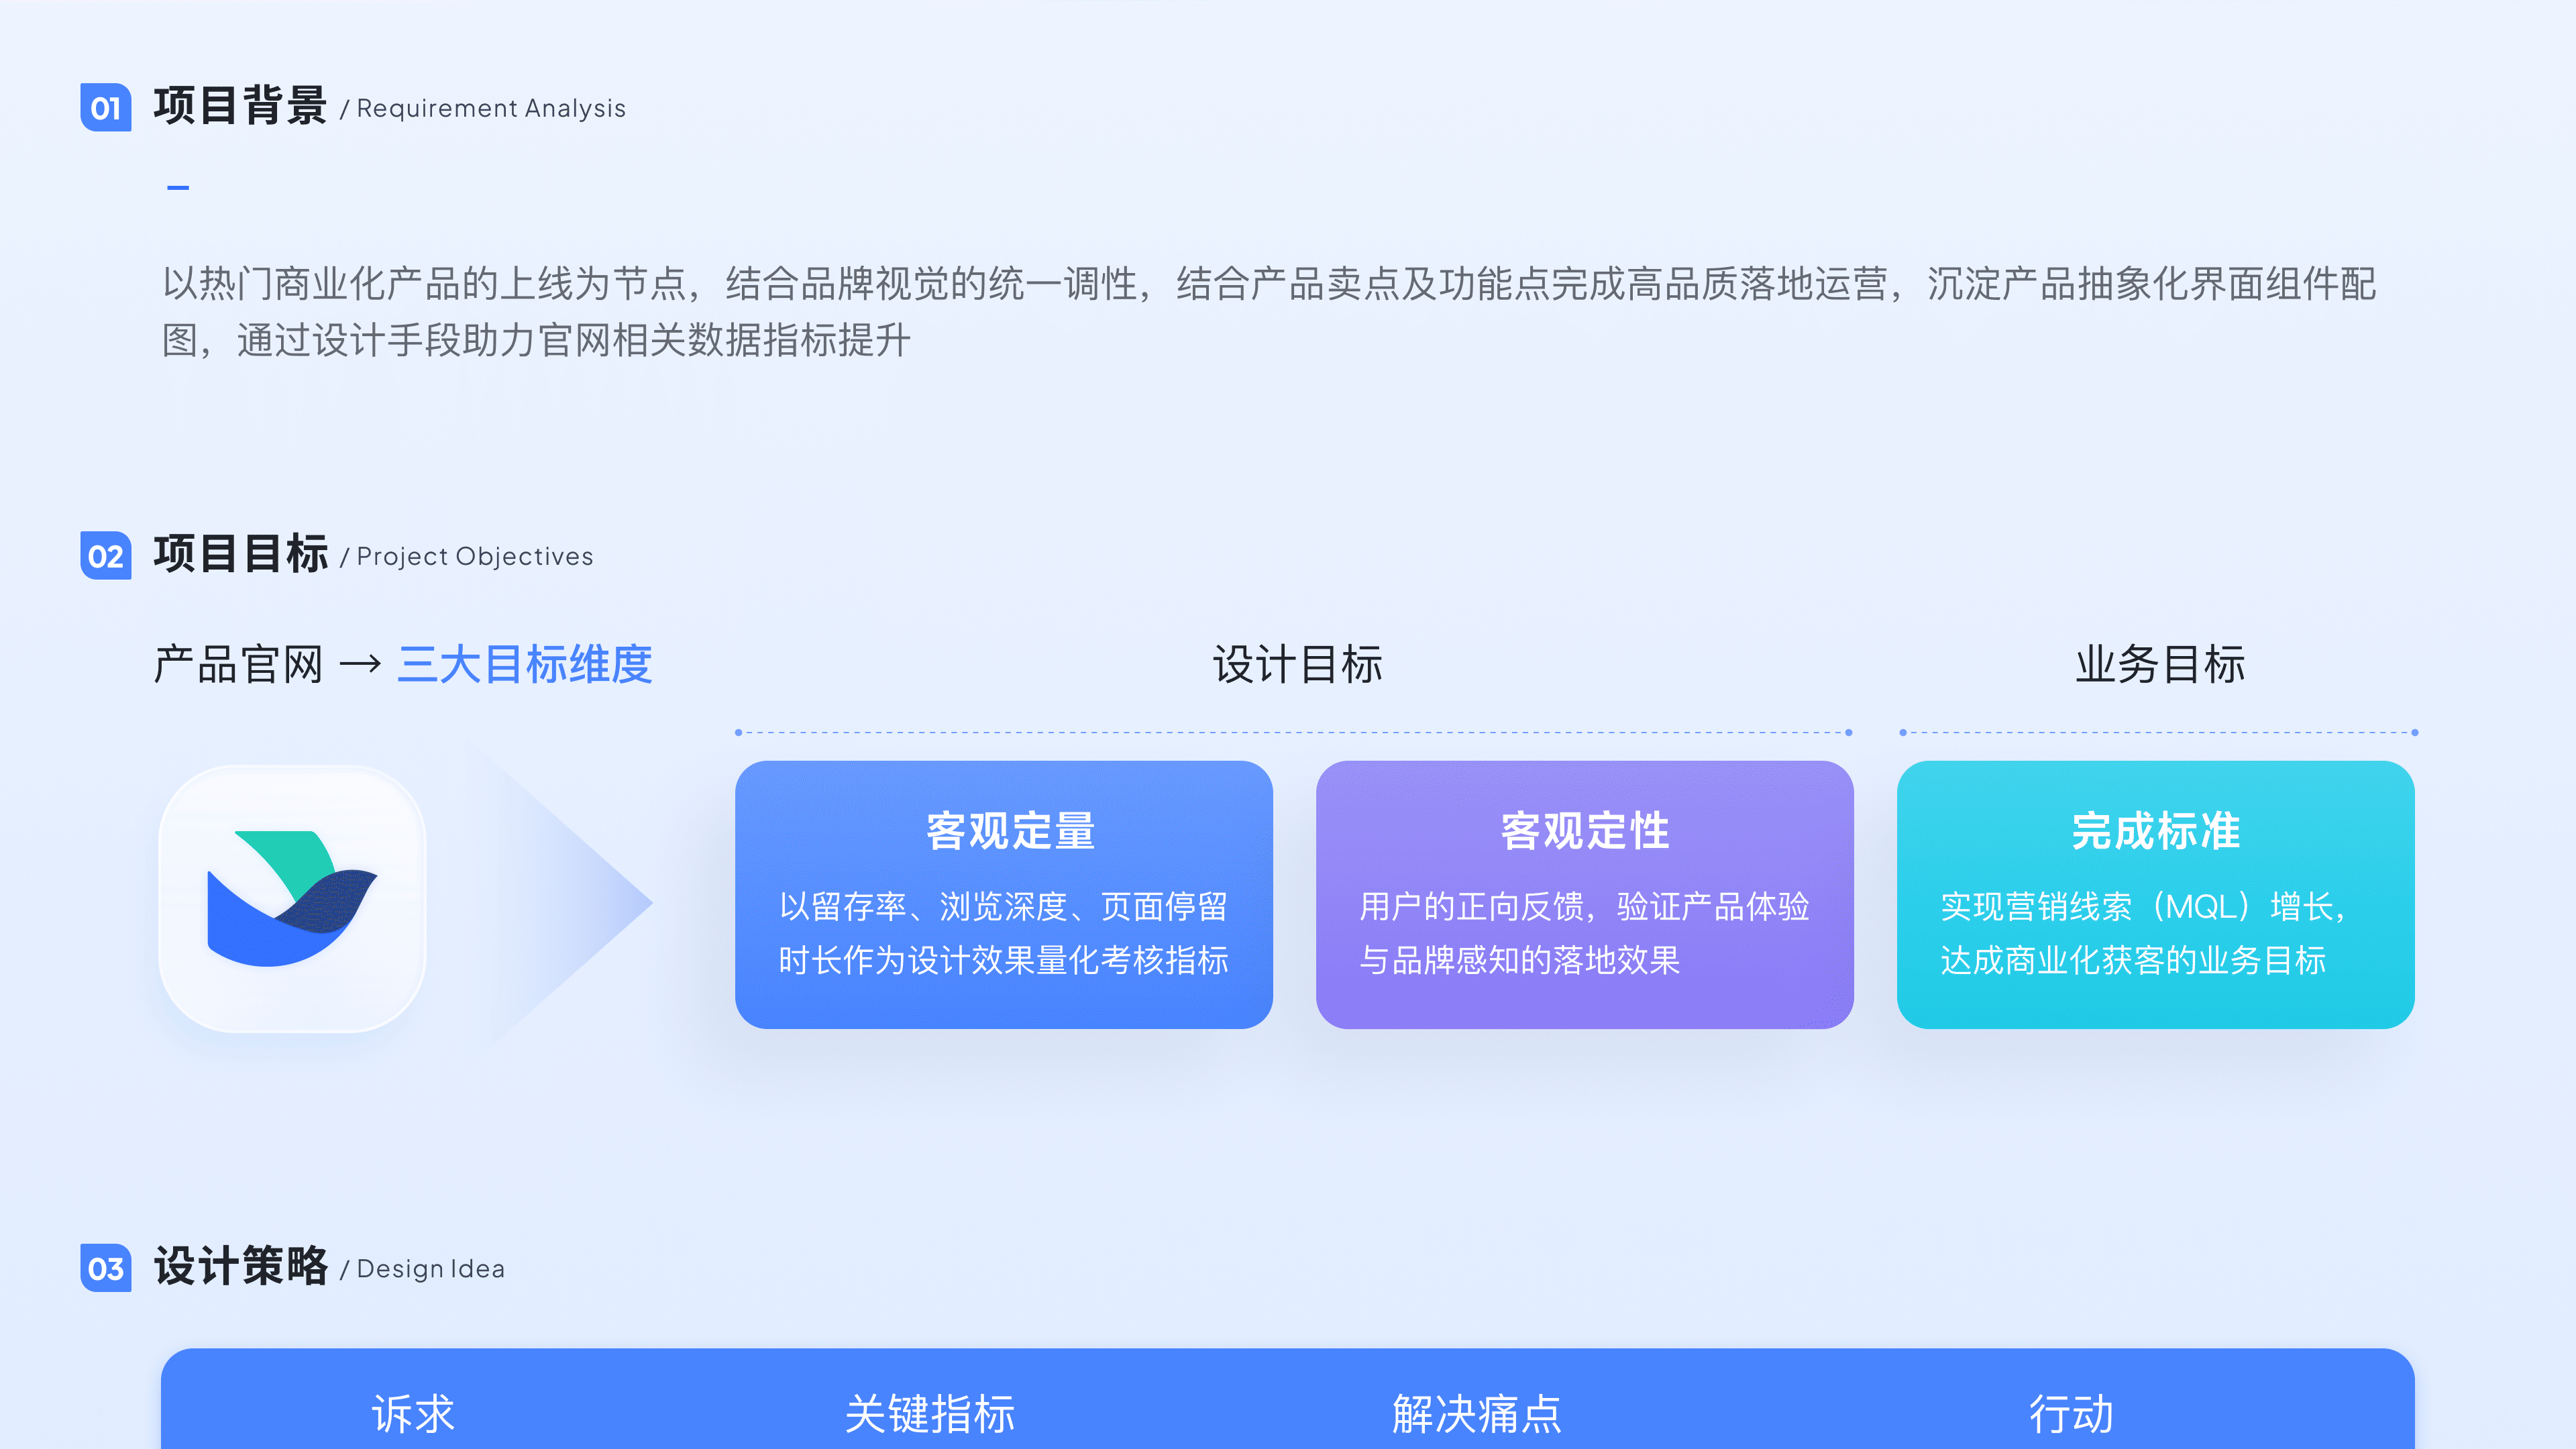 01 项目背景 / Requirement Analysis
以热门商业化产品的上线为节点，结合品牌视觉的统一调性，结合产品卖点及功能点完成高品质落地运营，沉淀产品抽象化界面组件配
图，通过设计手段助力官网相关数据指标提升
02 项目目标 / Project Objectives
产品官网 → 三大目标维度
设计目标
业务目标
客观定量
以留存率、浏览深度、页面停留
时长作为设计效果量化考核指标
客观定性
用户的正向反馈，验证产品体验
与品牌感知的落地效果
完成标准
实现营销线索（MQL）增长，
达成商业化获客的业务目标
03 设计策略 / Design Idea
诉求 关键指标 解决痛点 行动